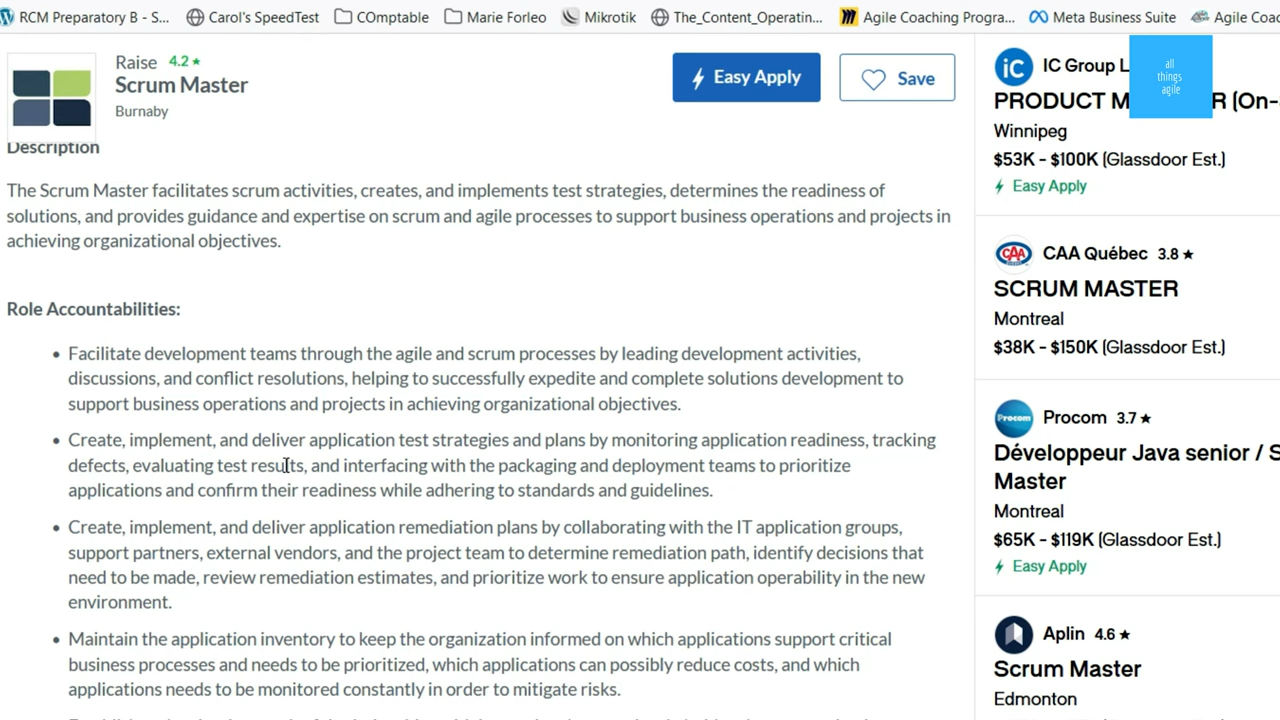 RCM Preparatory B - S...
Carol's SpeedTest
COmptable
Marie Forleo
Mikrotik
The_Content_Operatin...
Agile Coaching Progra...
Meta Business Suite
Agile Coac
Raise 4.2 ★
Scrum Master
Burnaby
Easy Apply
Save
Description
The Scrum Master facilitates scrum activities, creates, and implements test strategies, determines the readiness of
solutions, and provides guidance and expertise on scrum and agile processes to support business operations and projects in
achieving organizational objectives.
Role Accountabilities:
• Facilitate development teams through the agile and scrum processes by leading development activities,
discussions, and conflict resolutions, helping to successfully expedite and complete solutions development to
support business operations and projects in achieving organizational objectives.
• Create, implement, and deliver application test strategies and plans by monitoring application readiness, tracking
defects, evaluating test results, and interfacing with the packaging and deployment teams to prioritize
applications and confirm their readiness while adhering to standards and guidelines.
• Create, implement, and deliver application remediation plans by collaborating with the IT application groups,
support partners, external vendors, and the project team to determine remediation path, identify decisions that
need to be made, review remediation estimates, and prioritize work to ensure application operability in the new
environment.
• Maintain the application inventory to keep the organization informed on which applications support critical
business processes and needs to be prioritized, which applications can possibly reduce costs, and which
applications needs to be monitored constantly in order to mitigate risks.
iC
IC Group L
all
things
agile
PRODUCT M R (On-
Winnipeg
$53K - $100K (Glassdoor Est.)
Easy Apply
CAA
CAA Québec 3.8 ★
SCRUM MASTER
Montreal
$38K - $150K (Glassdoor Est.)
Procom
Procom 3.7 ★
Développeur Java senior / S
Master
Montreal
$65K - $119K (Glassdoor Est.)
Easy Apply
Aplin 4.6 ★
Scrum Master
Edmonton